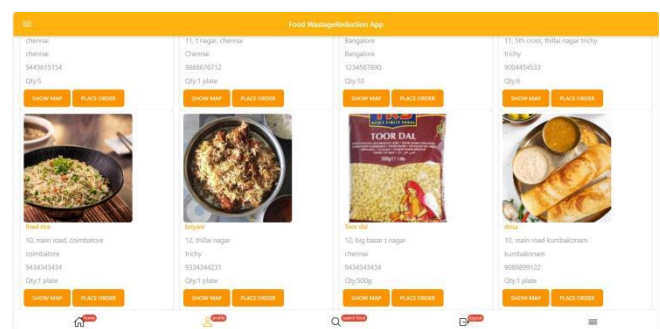 Food WastageReduction App
chennai
chennai
9445615154
Qty:5
SHOW MAP PLACE ORDER
11, t nagar, chennai
Chennai
9868676712
Qty:1 plate
SHOW MAP PLACE ORDER
Bangalore
Bangalore
1234567890
Qty:10
SHOW MAP PLACE ORDER
11, 5th cross, thillai nagar trichy
trichy
9004454533
Qty:6
SHOW MAP PLACE ORDER
fried rice
10, main road, coimbatore
coimbatore
9434343434
Qty:1 plate
SHOW MAP PLACE ORDER
biriyani
12, thillai nagar
trichy
9334344231
Qty:1 plate
SHOW MAP PLACE ORDER
TRS
TOOR DAL
500g
Toor dal
12, big bazar t nagar
chennai
9434343434
Qty:500g
SHOW MAP PLACE ORDER
dosa
10, main road kumbakonam
kumbakonam
9088899122
Qty:1 plate
SHOW MAP PLACE ORDER
home
profile
search food
logout